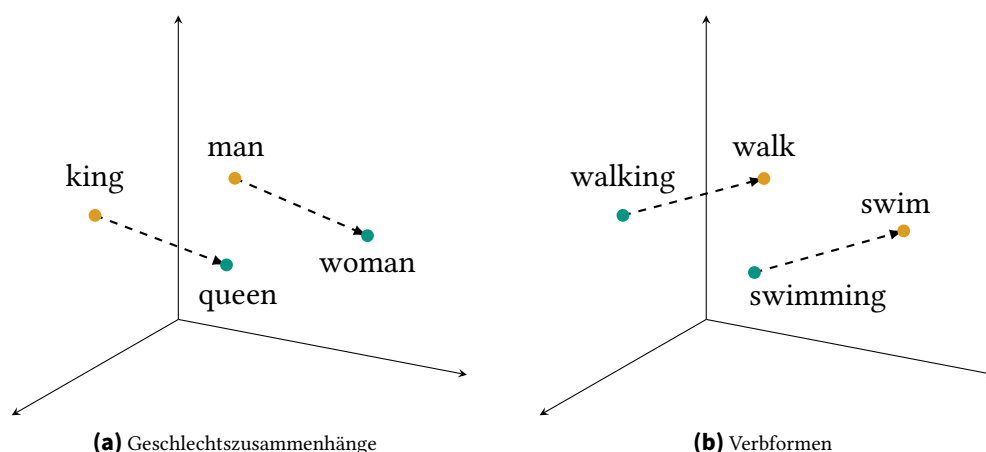 man
king
woman
queen
(a) Geschlechtszusammenhänge
walk
walking
swim
swimming
(b) Verbformen